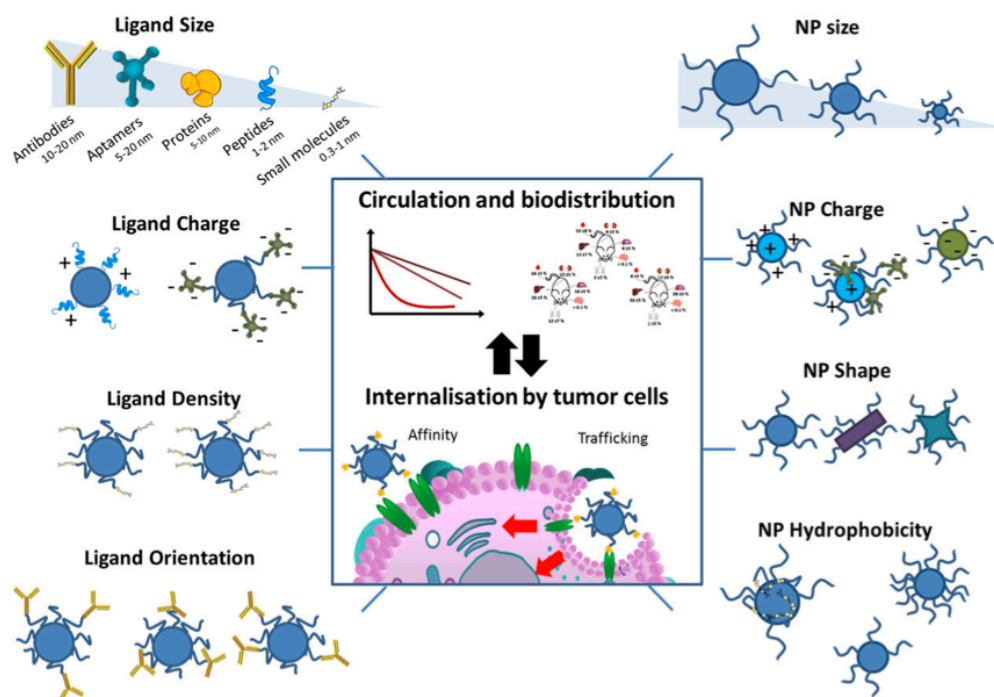 Ligand Size
Antibodies
10-20 nm
Aptamers
5-20 nm
Proteins
5-10 nm
Peptides
1-2 nm
Small molecules
0.3-1 nm
NP size
Ligand Charge
+
+
+
+
-
-
-
-
-
-
-
-
Circulation and biodistribution
NP Charge
+
+
+
+
-
-
-
-
-
-
Ligand Density
Internalisation by tumor cells
Affinity
Trafficking
NP Shape
Ligand Orientation
NP Hydrophobicity